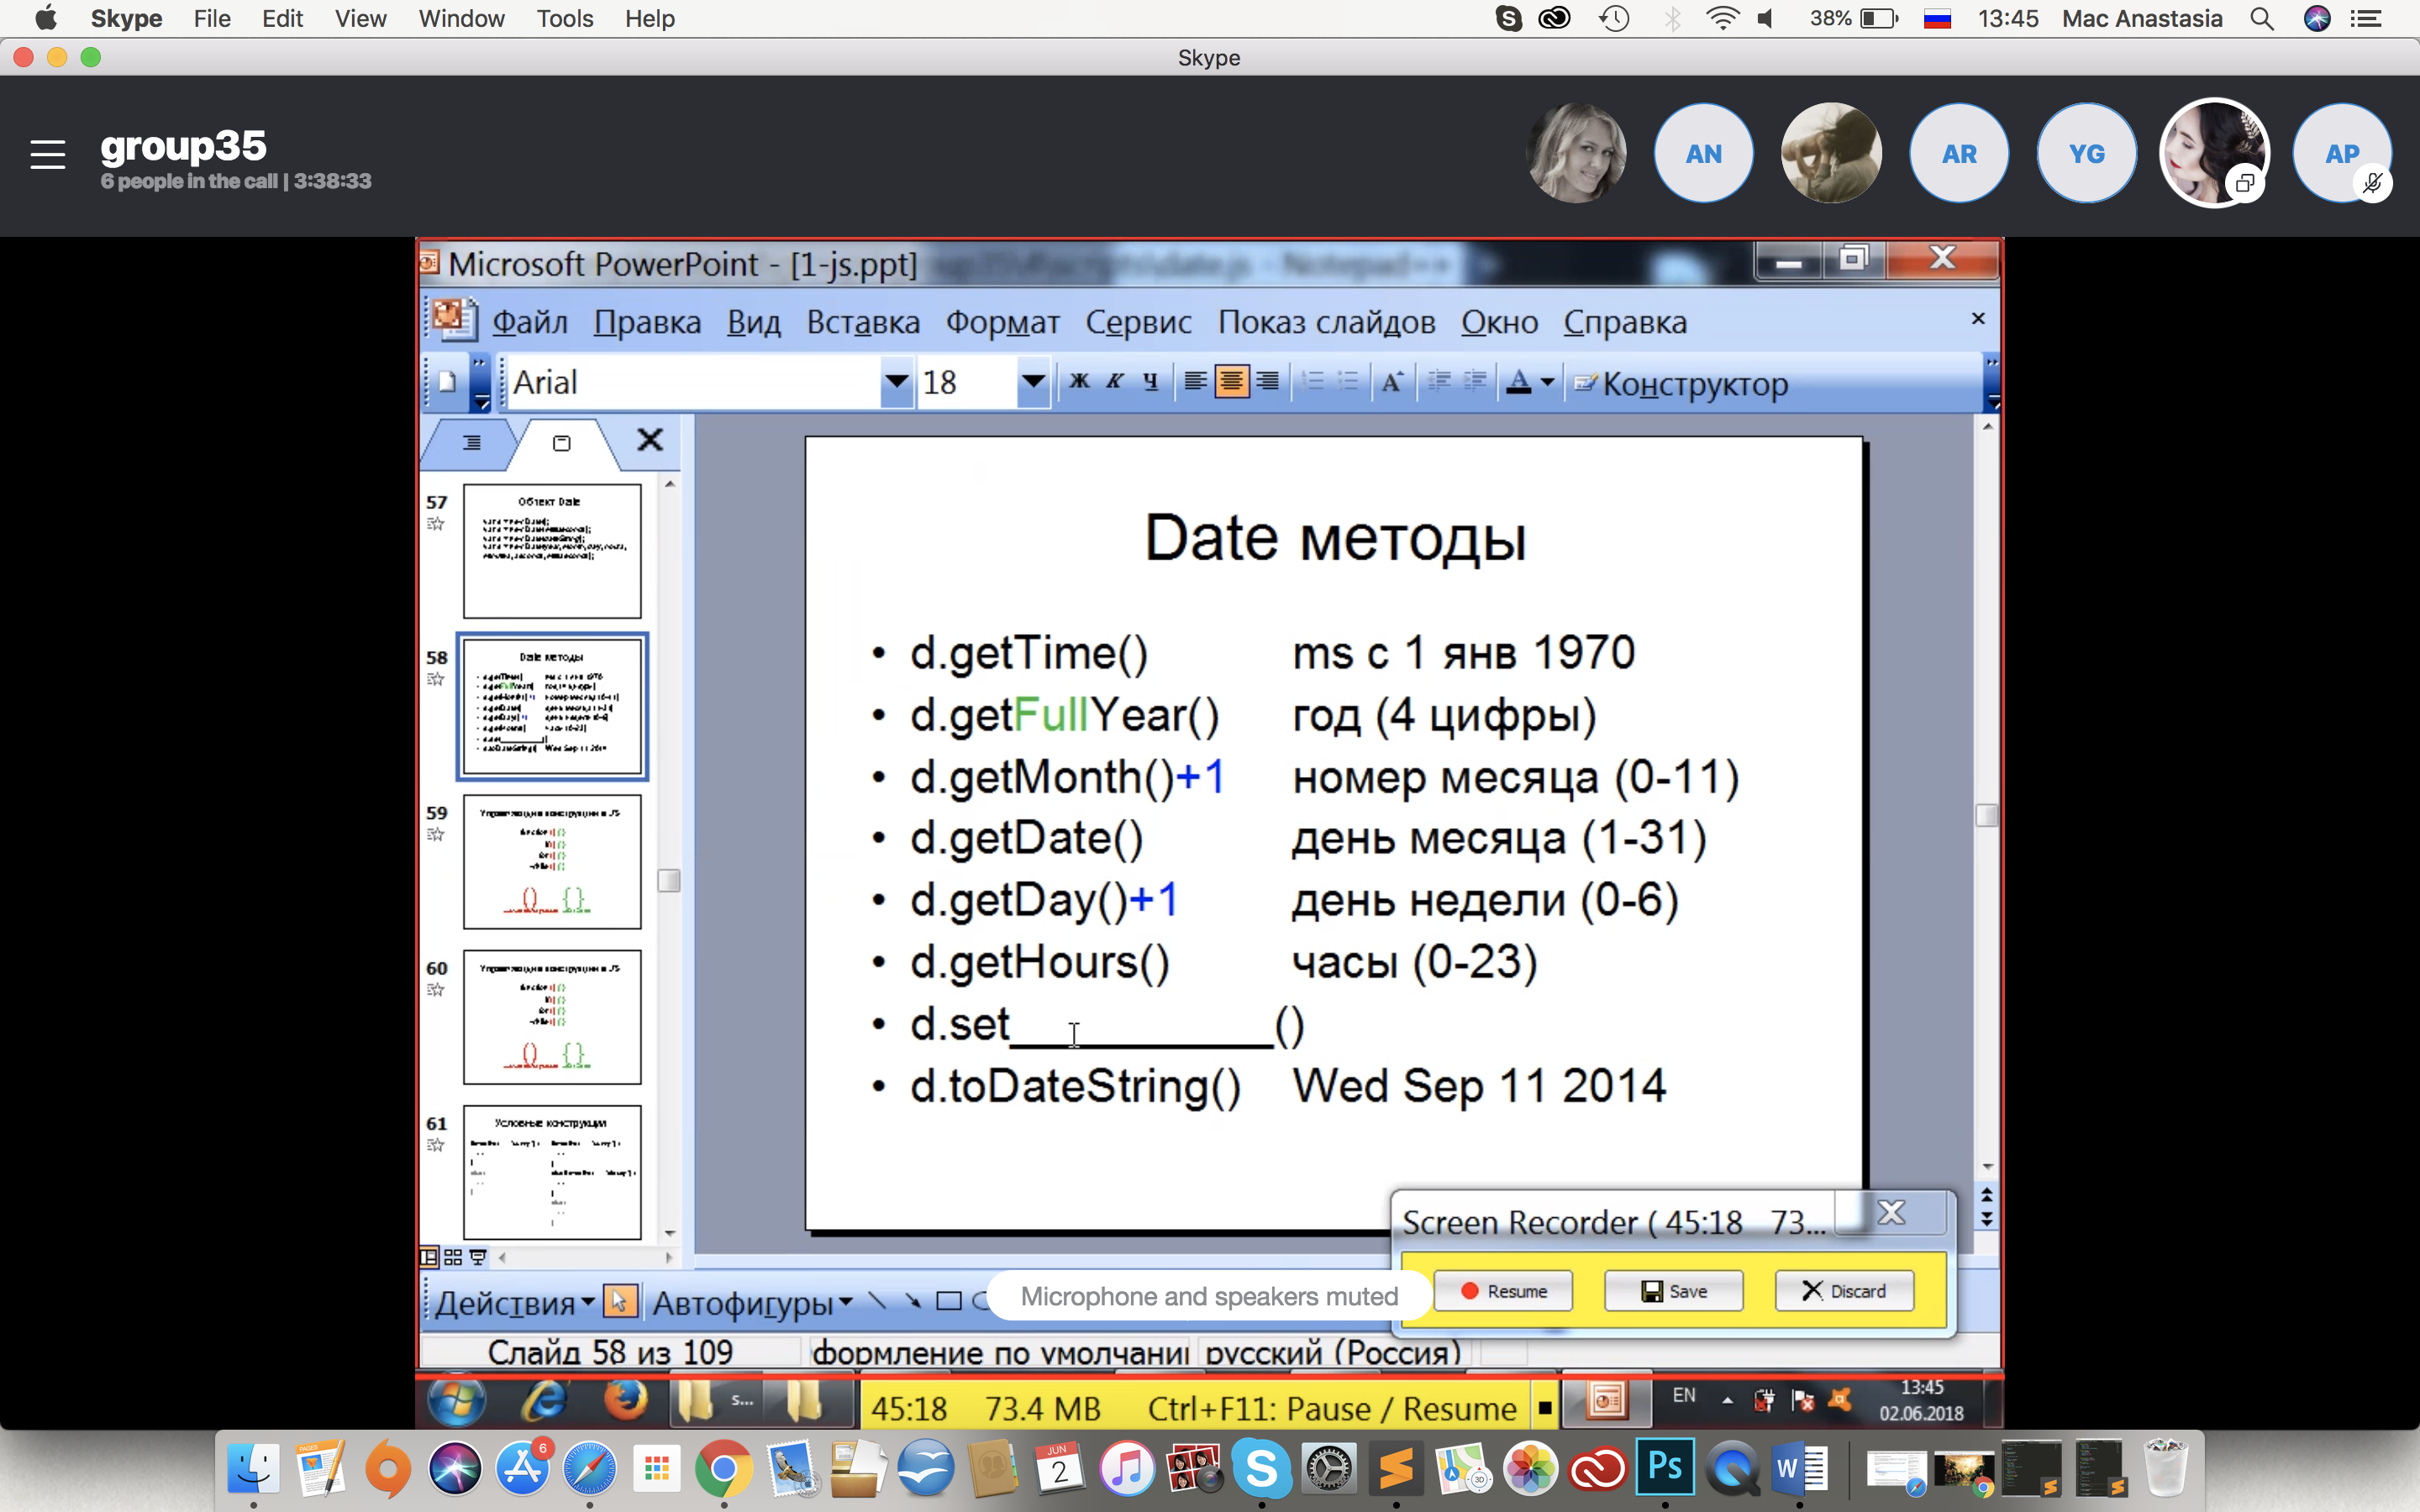 Skype File Edit View Window Tools Help 38% 13:45 Mac Anastasia
Skype
group35
6 people in the call | 3:38:33
AN AR YG AP
Microsoft PowerPoint - [1-js.ppt]
Файл Правка Вид Вставка Формат Сервис Показ слайдов Окно Справка
Arial 18 Ж К Ч Конструктор
57
Объект Date
58
Date методы
59
60
61
Условные конструкции
Date методы
• d.getTime() ms с 1 янв 1970
• d.getFullYear() год (4 цифры)
• d.getMonth()+1 номер месяца (0-11)
• d.getDate() день месяца (1-31)
• d.getDay()+1 день недели (0-6)
• d.getHours() часы (0-23)
• d.set___________()
• d.toDateString() Wed Sep 11 2014
Screen Recorder ( 45:18 73...
Resume Save Discard
Действия Автофигуры
Microphone and speakers muted
Слайд 58 из 109 формление по умолчани русский (Россия)
s... 45:18 73.4 MB Ctrl+F11: Pause / Resume EN 13:45
02.06.2018
PAGES 6 JUN 2 3D Ps W